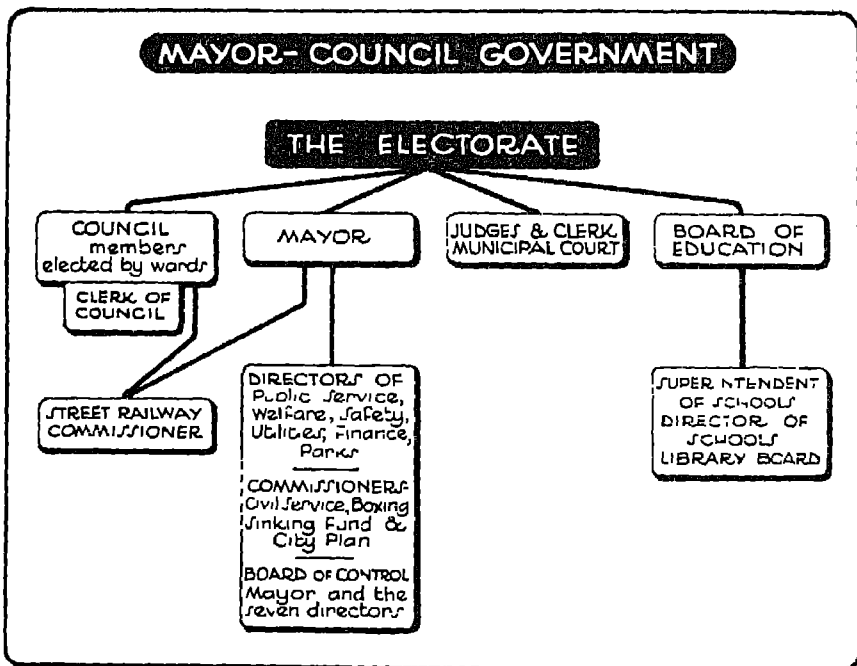 MAYOR-COUNCIL GOVERNMENT
THE ELECTORATE
COUNCIL
members
elected by wards
CLERK OF
COUNCIL
MAYOR
JUDGES & CLERK
MUNICIPAL COURT
BOARD OF
EDUCATION
STREET RAILWAY
COMMISSIONER
DIRECTORS OF
Public Service,
Welfare, Safety,
Utilities, Finance,
Parks
COMMISSIONERS-
Civil Service, Boxing
Sinking Fund &
City Plan
BOARD OF CONTROL
Mayor and the
seven directors
SUPERINTENDENT
OF SCHOOLS
DIRECTOR OF
SCHOOLS
LIBRARY BOARD